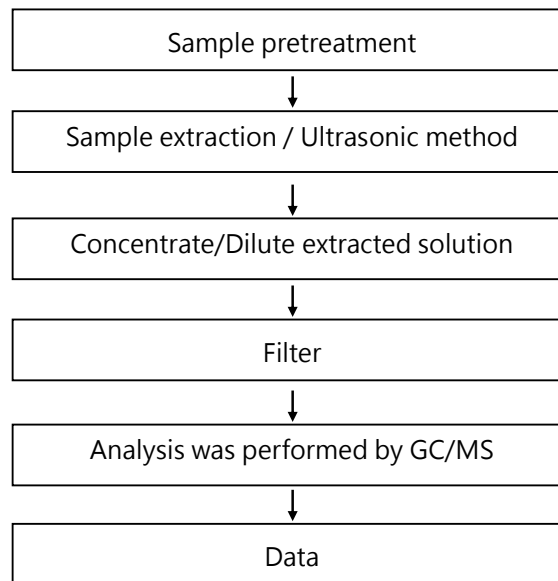 Sample pretreatment
Sample extraction / Ultrasonic method
Concentrate/Dilute extracted solution
Filter
Analysis was performed by GC/MS
Data